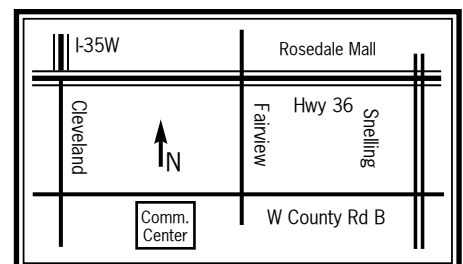 I-35W
Rosedale Mall
Cleveland
Fairview
Hwy 36
Snelling
N
Comm.
Center
W County Rd B